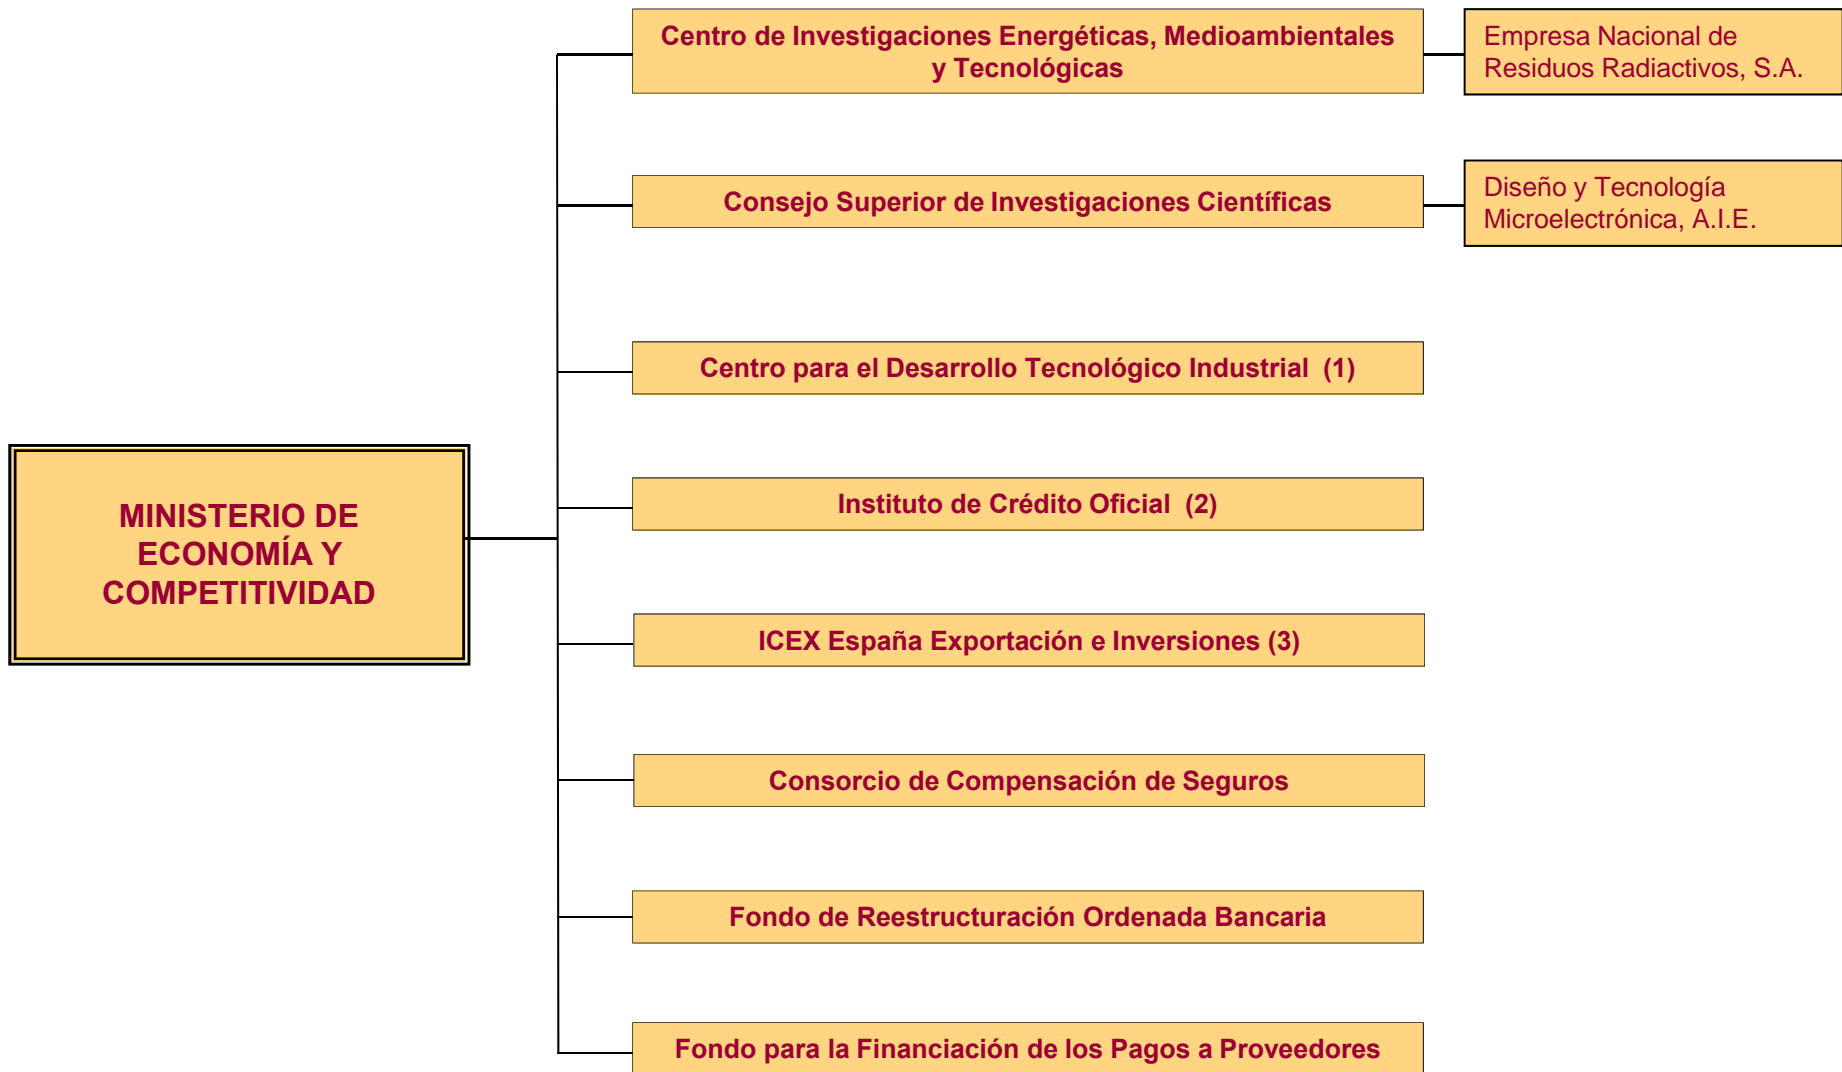 Centro de Investigaciones Energéticas, Medioambientales
y Tecnológicas
Empresa Nacional de
Residuos Radiactivos, S.A.
Consejo Superior de Investigaciones Científicas
Diseño y Tecnología
Microelectrónica, A.I.E.
Centro para el Desarrollo Tecnológico Industrial (1)
MINISTERIO DE
ECONOMÍA Y
COMPETITIVIDAD
Instituto de Crédito Oficial (2)
ICEX España Exportación e Inversiones (3)
Consorcio de Compensación de Seguros
Fondo de Reestructuración Ordenada Bancaria
Fondo para la Financiación de los Pagos a Proveedores